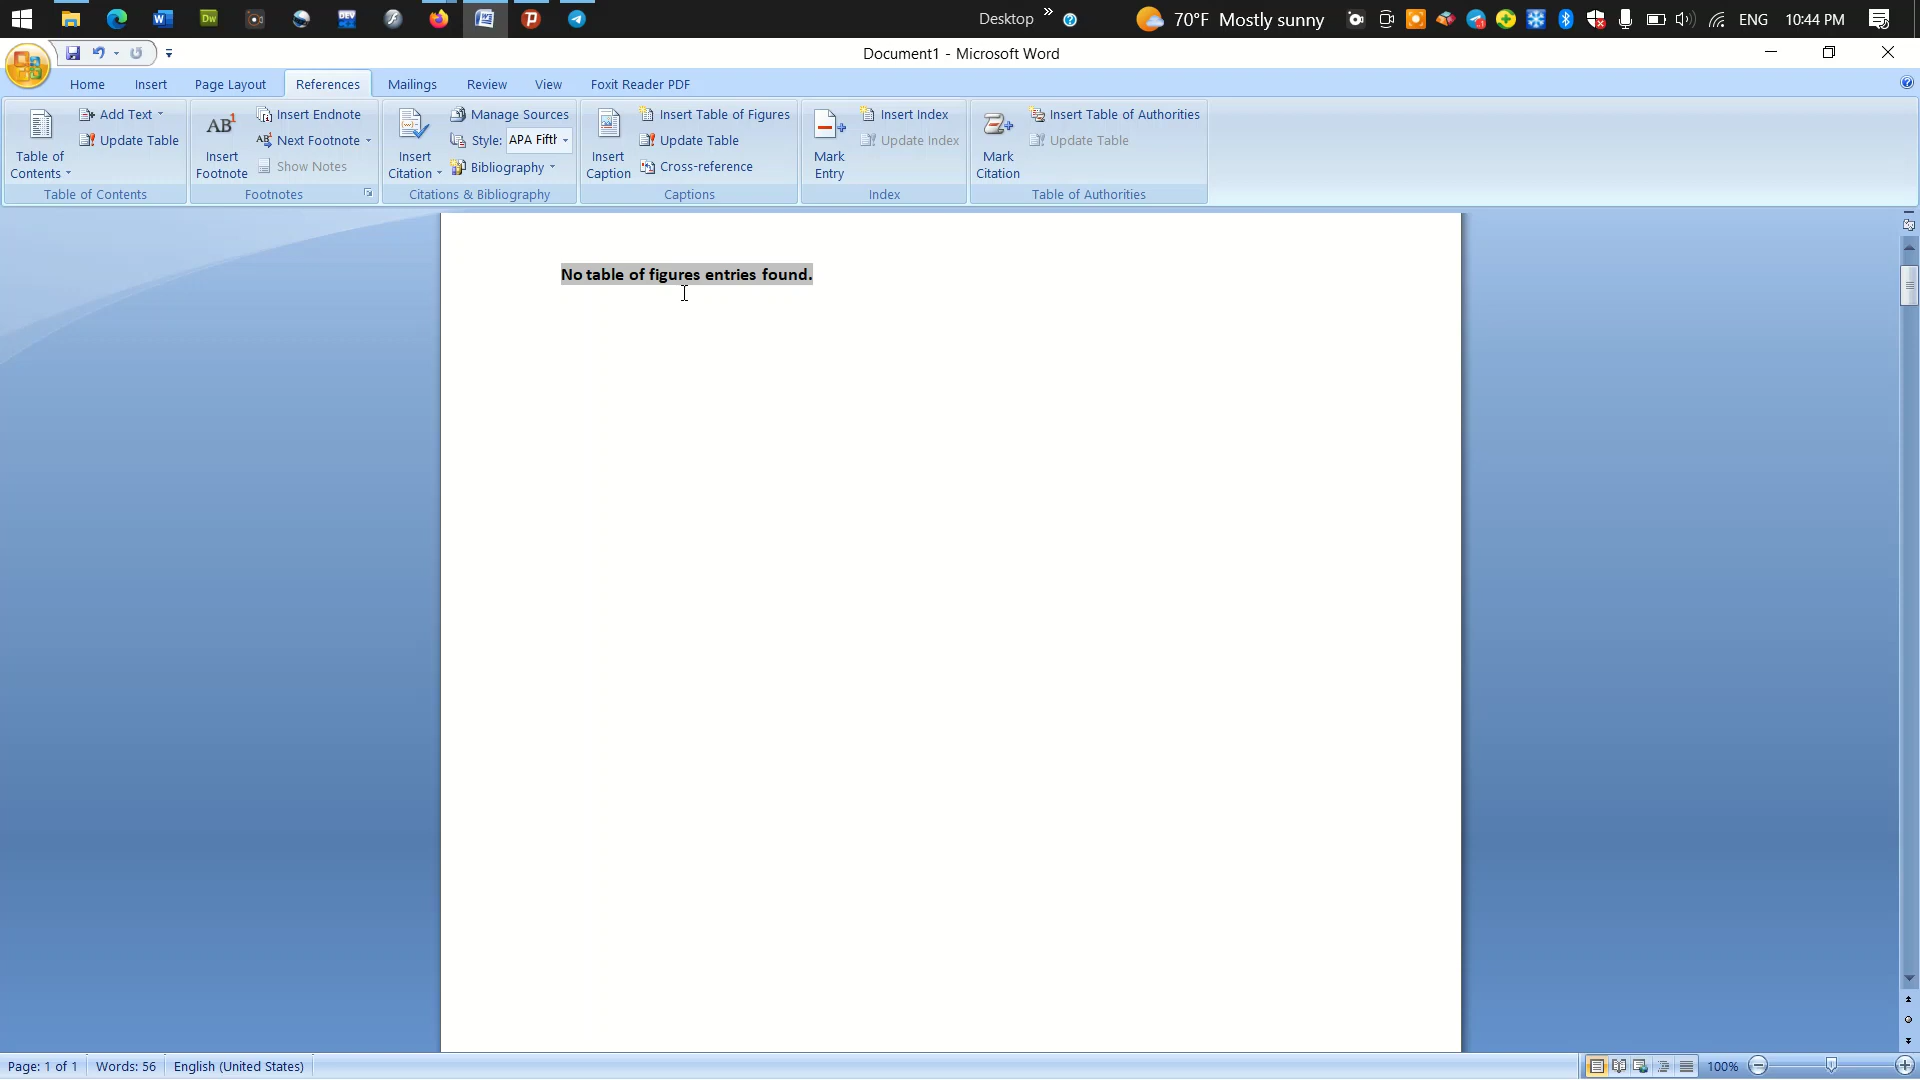 Desktop
»
70°F Mostly sunny
ENG
10:44 PM
Document1 - Microsoft Word
Home
Insert
Page Layout
References
Mailings
Review
View
Foxit Reader PDF
Table of
Contents
Add Text
Update Table
Table of Contents
AB1
Insert
Footnote
Insert Endnote
AB1 Next Footnote
Show Notes
Footnotes
Insert
Citation
Manage Sources
Style: APA Fifth
Bibliography
Citations & Bibliography
Insert
Caption
Insert Table of Figures
Update Table
Cross-reference
Captions
Mark
Entry
Insert Index
Update Index
Index
Mark
Citation
Insert Table of Authorities
Update Table
Table of Authorities
No table of figures entries found.
Page: 1 of 1
Words: 56
English (United States)
100%